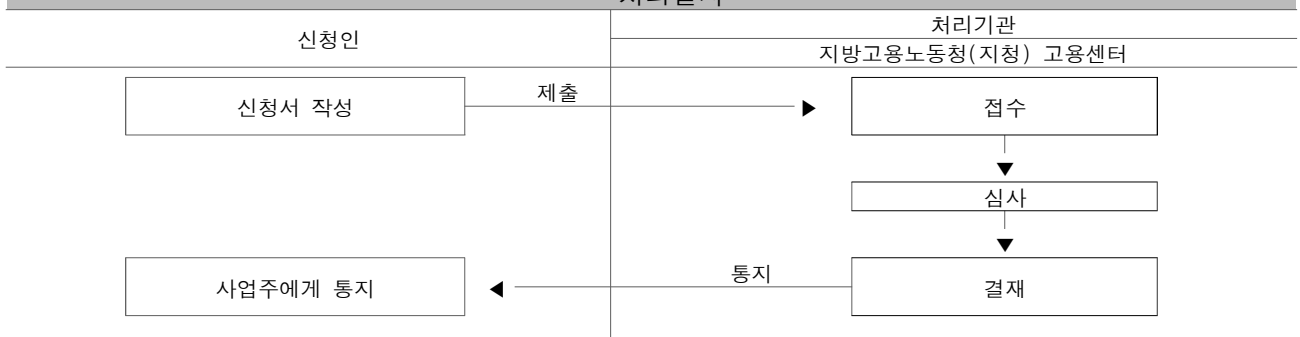 신청인
처리기관
지방고용노동청(지청) 고용센터
신청서 작성
제출
접수
심사
사업주에게 통지
통지
결재